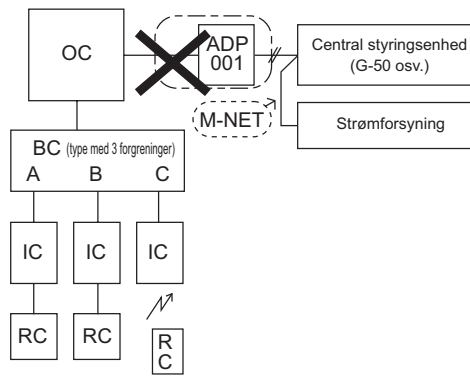 OC
ADP
001
Central styringsenhed
(G-50 osv.)
M-NET
Strømforsyning
BC (type med 3 forgreninger)
A B C
IC IC IC
RC RC R
C